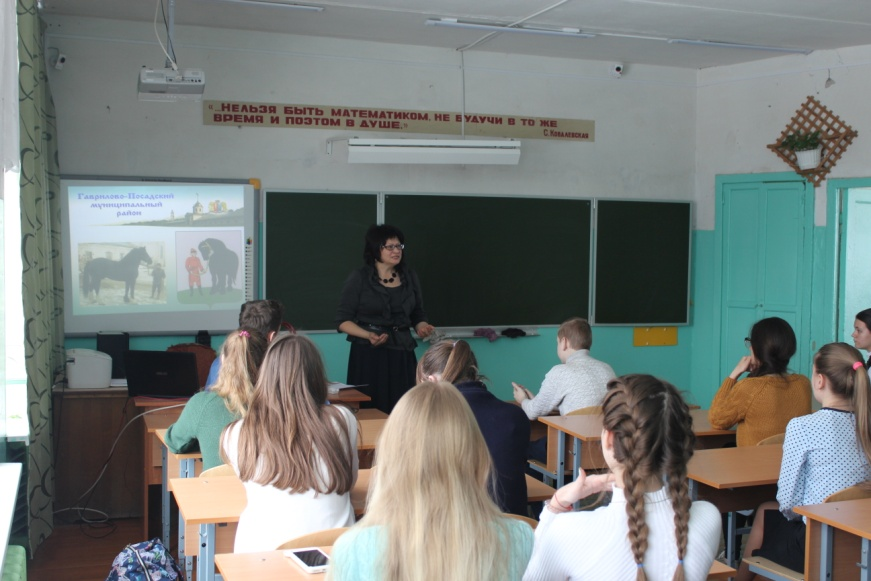 «...НЕЛЬЗЯ БЫТЬ МАТЕМАТИКОМ, НЕ БУДУЧИ В ТО ЖЕ
ВРЕМЯ И ПОЭТОМ В ДУШЕ."
С. Ковалевская
Гаврилово-Посадский
муниципальный
район